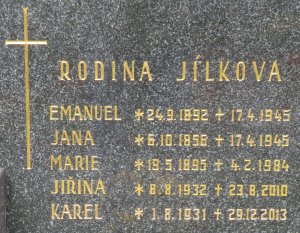 RODINA JÍLKOVA
EMANUEL *24.9.1892 + 17.4.1945
JANA *6.10.1858 + 17.4.1945
MARIE *19.5.1895 + 4.2.1984
JIŘINA *8.8.1932 + 23.8.2010
KAREL *1.8.1931 + 29.12.2013